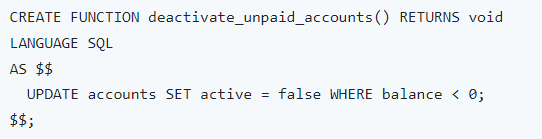 CREATE FUNCTION deactivate_unpaid_accounts() RETURNS void
LANGUAGE SQL
AS $$
  UPDATE accounts SET active = false WHERE balance < 0;
$$;